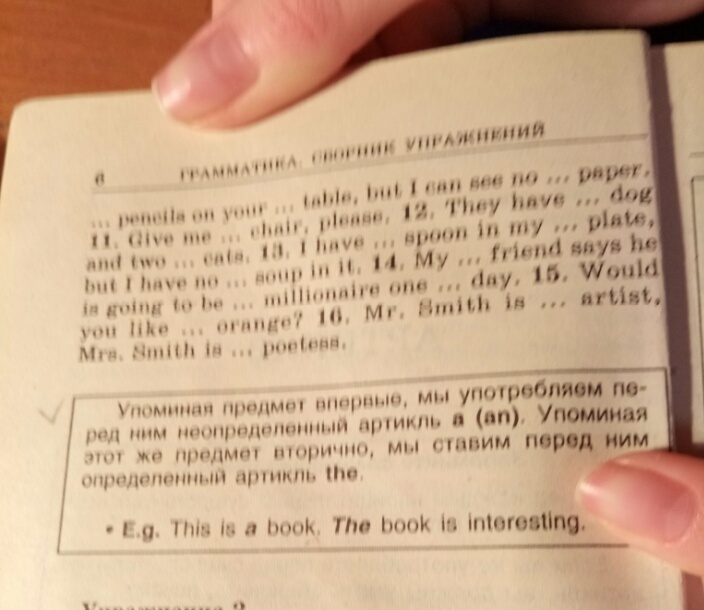 6 ГРАММАТИКА. СБОРНИК УПРАЖНЕНИЙ
... pencils on your ... table, but I can see no ... paper.
11. Give me ... chair, please. 12. They have ... dog
and two ... cats. 13. I have ... spoon in my ... plate,
but I have no ... soup in it. 14. My ... friend says he
is going to be ... millionaire one ... day. 15. Would
you like ... orange? 16. Mr. Smith is ... artist,
Mrs. Smith is ... poetess.
Упоминая предмет впервые, мы употребляем пе-
ред ним неопределенный артикль a (an). Упоминая
этот же предмет вторично, мы ставим перед ним
определенный артикль the.
• E.g. This is a book. The book is interesting.
Упражнение 2